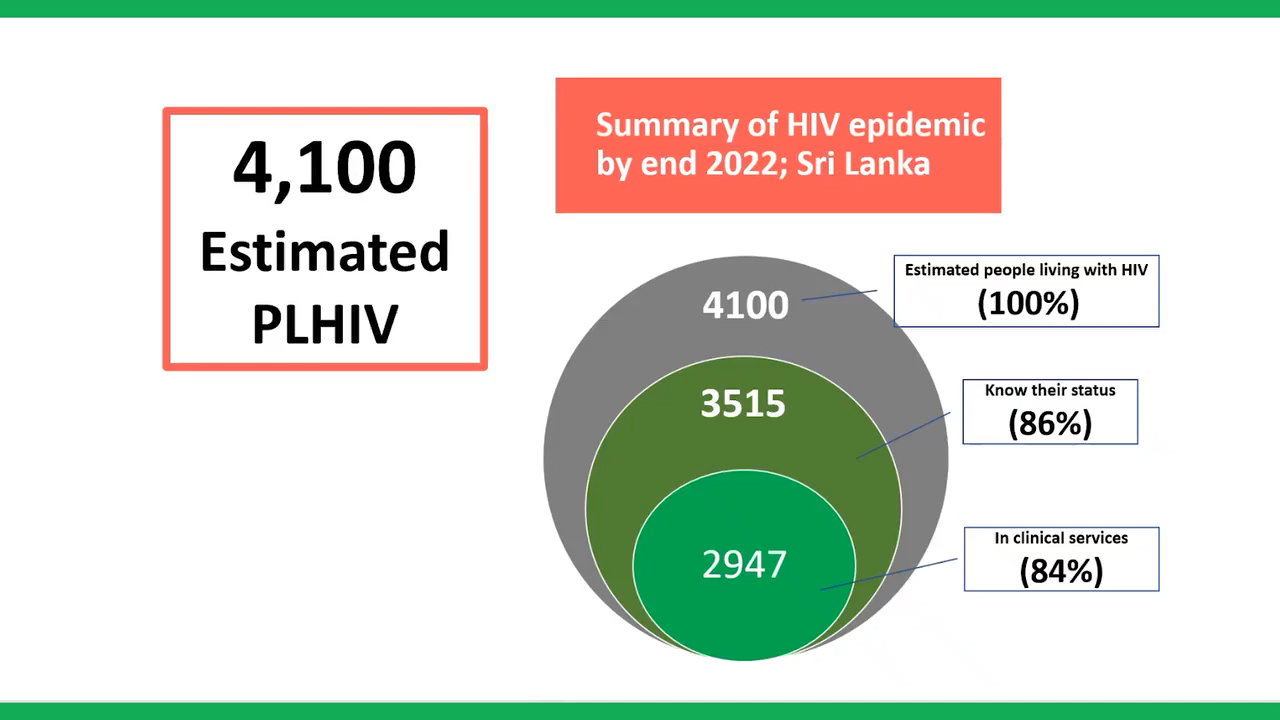 4,100
Estimated
PLHIV
Summary of HIV epidemic
by end 2022; Sri Lanka
4100
Estimated people living with HIV
(100%)
3515
Know their status
(86%)
2947
In clinical services
(84%)